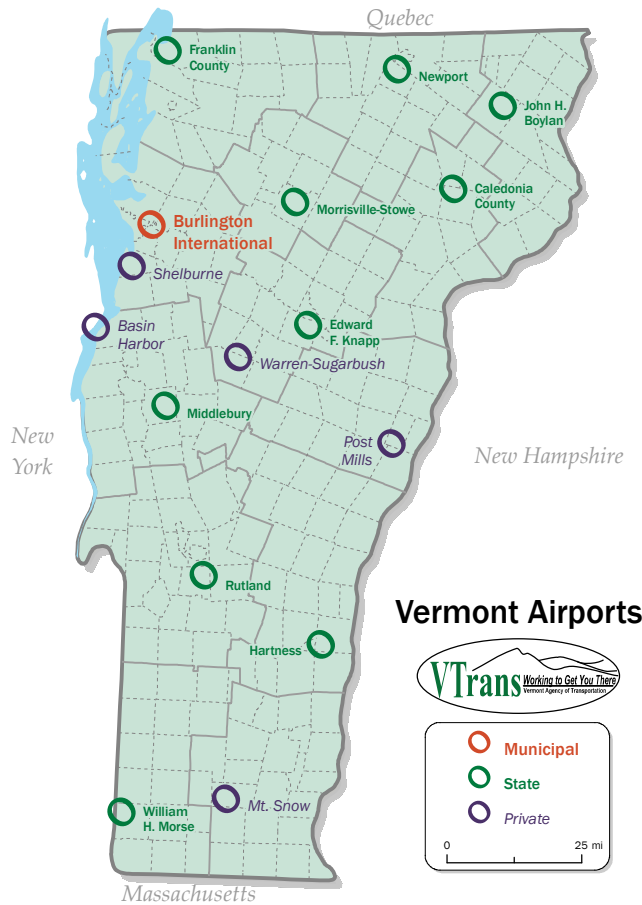 Quebec
Franklin
County
Newport
John H.
Boylan
Caledonia
County
Morrisville-Stowe
Burlington
International
Shelburne
Basin
Harbor
Edward
F. Knapp
Warren-Sugarbush
Middlebury
New
York
Post
Mills
New Hampshire
Rutland
Hartness
William
H. Morse
Mt. Snow
Massachusetts
Vermont Airports
VTrans
Working to Get You There
Vermont Agency of Transportation
Municipal
State
Private
0
25 mi